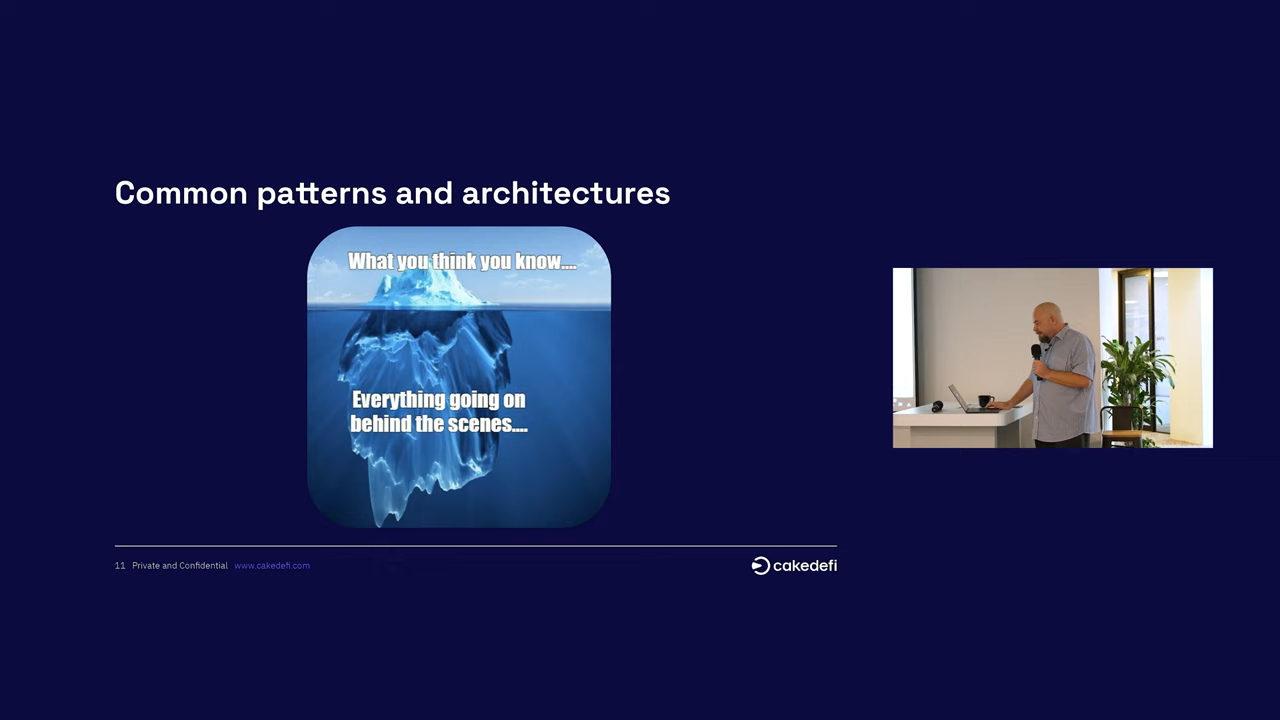 Common patterns and architectures
What you think you know....
Everything going on
behind the scenes....
11 Private and Confidential www.cakedefi.com
cakedefi